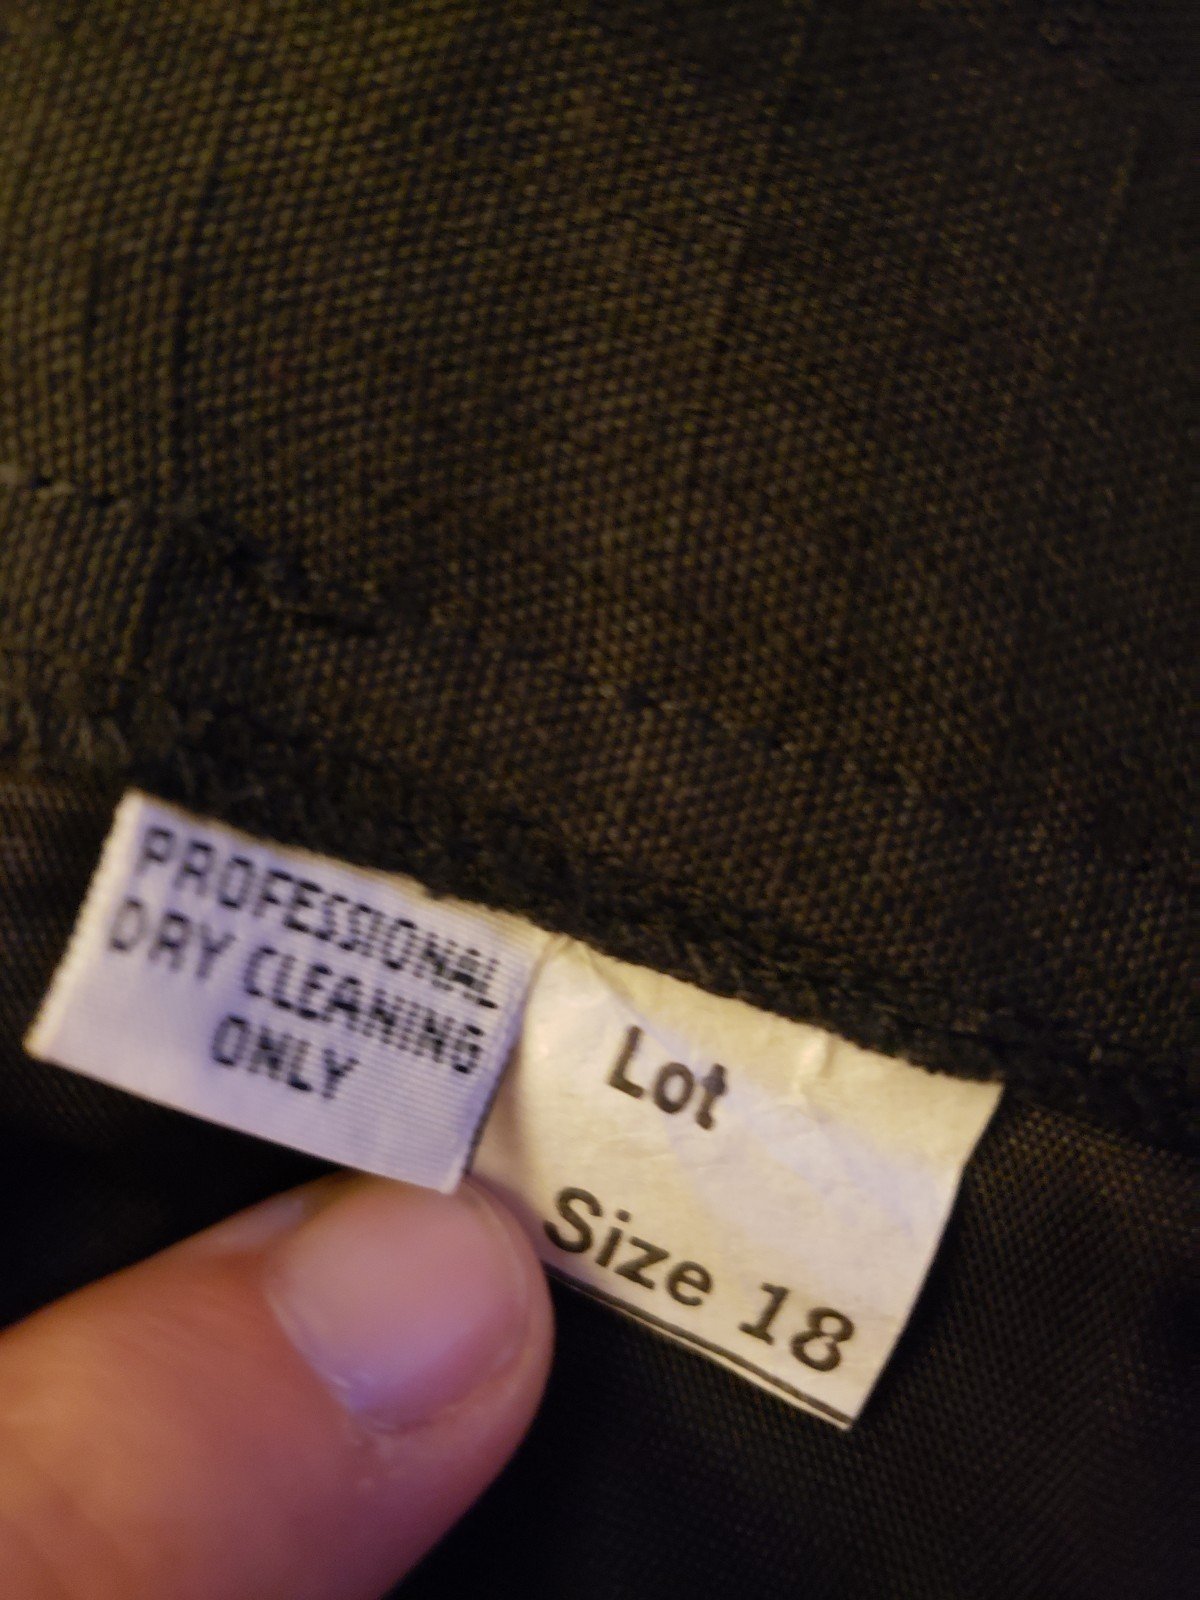 PROFESSIONAL
DRY CLEANING
ONLY
Lot
Size 18